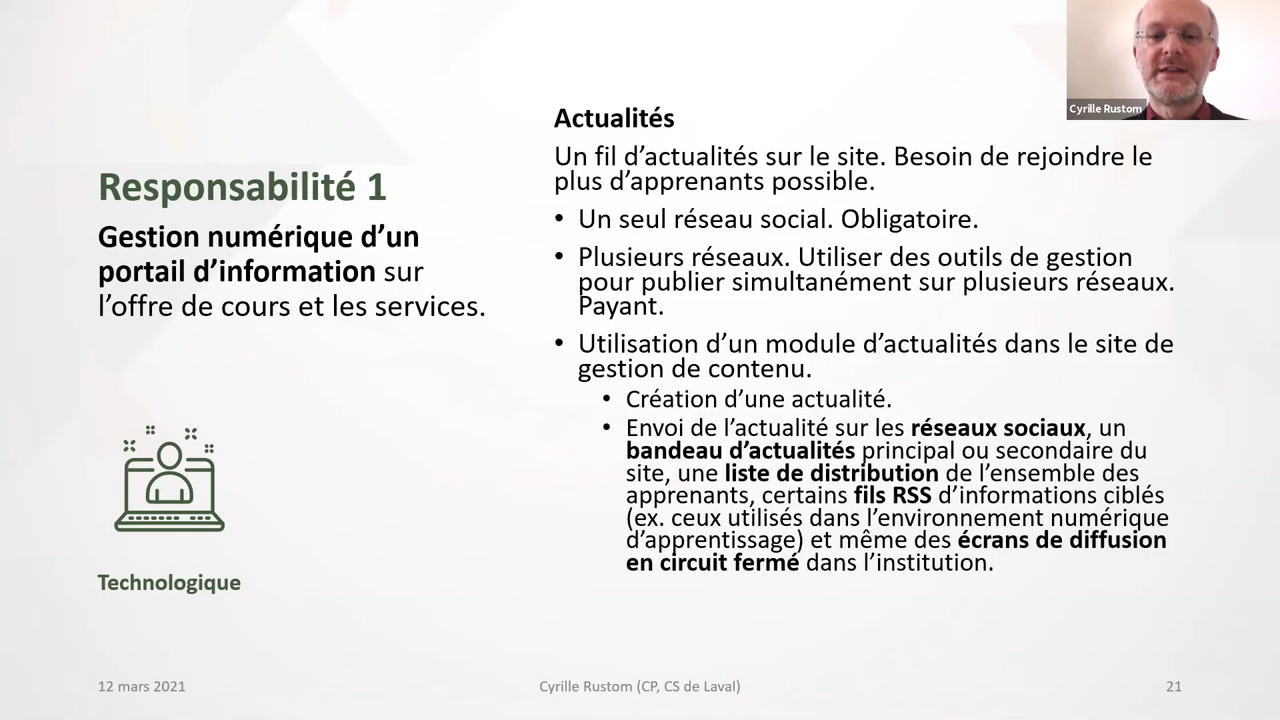 Cyrille Rustom
Responsabilité 1
Gestion numérique d’un
portail d’information sur
l’offre de cours et les services.
Technologique
Actualités
Un fil d’actualités sur le site. Besoin de rejoindre le
plus d’apprenants possible.
• Un seul réseau social. Obligatoire.
• Plusieurs réseaux. Utiliser des outils de gestion
pour publier simultanément sur plusieurs réseaux.
Payant.
• Utilisation d’un module d’actualités dans le site de
gestion de contenu.
• Création d’une actualité.
• Envoi de l’actualité sur les réseaux sociaux, un
bandeau d’actualités principal ou secondaire du
site, une liste de distribution de l’ensemble des
apprenants, certains fils RSS d’informations ciblés
(ex. ceux utilisés dans l’environnement numérique
d’apprentissage) et même des écrans de diffusion
en circuit fermé dans l’institution.
12 mars 2021
Cyrille Rustom (CP, CS de Laval)
21